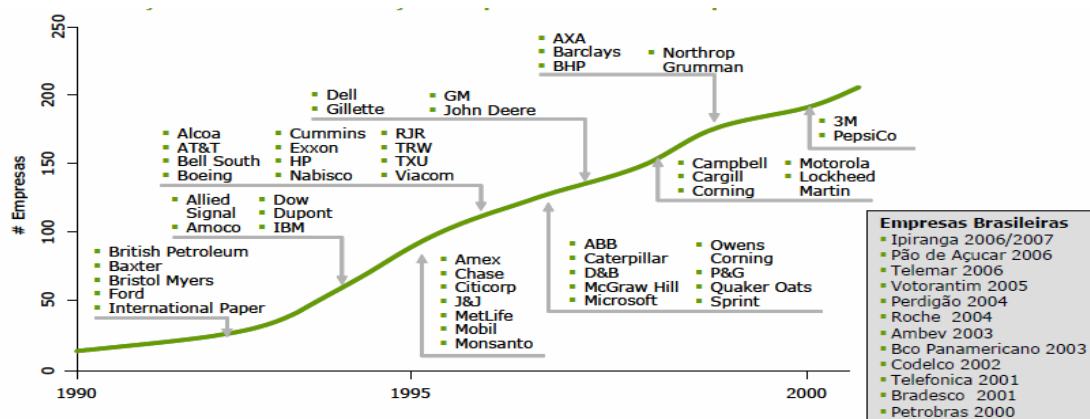 250
200
150
100
50
0
# Empresas
1990
1995
2000
▪ British Petroleum
▪ Baxter
▪ Bristol Myers
▪ Ford
▪ International Paper
▪ Allied Signal
▪ Amoco
▪ Dow
▪ Dupont
▪ IBM
▪ Alcoa
▪ AT&T
▪ Bell South
▪ Boeing
▪ Cummins
▪ Exxon
▪ HP
▪ Nabisco
▪ RJR
▪ TRW
▪ TXU
▪ Viacom
▪ Dell
▪ Gillette
▪ GM
▪ John Deere
▪ Amex
▪ Chase
▪ Citicorp
▪ J&J
▪ MetLife
▪ Mobil
▪ Monsanto
▪ ABB
▪ Caterpillar
▪ D&B
▪ McGraw Hill
▪ Microsoft
▪ Owens
Corning
▪ P&G
▪ Quaker Oats
▪ Sprint
▪ AXA
▪ Barclays
▪ BHP
▪ Northrop
Grumman
▪ Campbell
▪ Cargill
▪ Corning
▪ Motorola
▪ Lockheed
Martin
▪ 3M
▪ PepsiCo
Empresas Brasileiras
▪ Ipiranga 2006/2007
▪ Pão de Açucar 2006
▪ Telemar 2006
▪ Votorantim 2005
▪ Perdigão 2004
▪ Roche 2004
▪ Ambev 2003
▪ Bco Panamericano 2003
▪ Codelco 2002
▪ Telefonica 2001
▪ Bradesco 2001
▪ Petrobras 2000